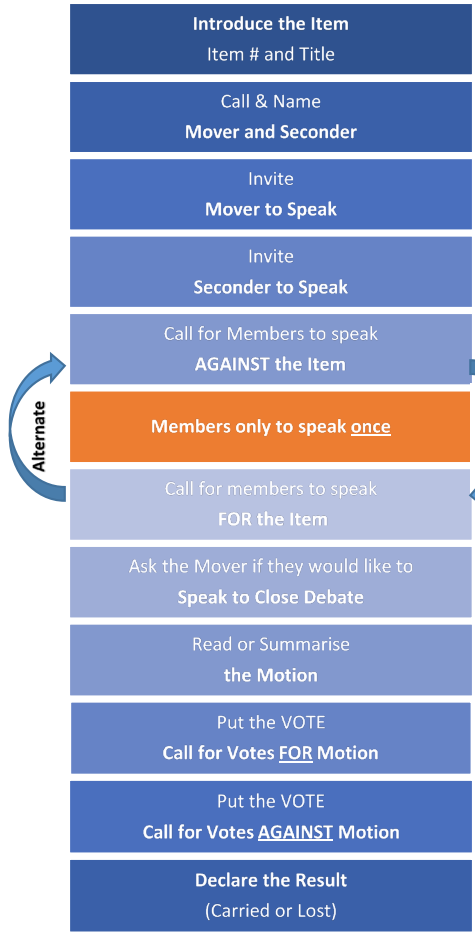 Introduce the Item
Item # and Title
Call & Name
Mover and Seconder
Invite
Mover to Speak
Invite
Seconder to Speak
Call for Members to speak
AGAINST the Item
Alternate
Members only to speak once
Call for members to speak
FOR the Item
Ask the Mover if they would like to
Speak to Close Debate
Read or Summarise
the Motion
Put the VOTE
Call for Votes FOR Motion
Put the VOTE
Call for Votes AGAINST Motion
Declare the Result
(Carried or Lost)